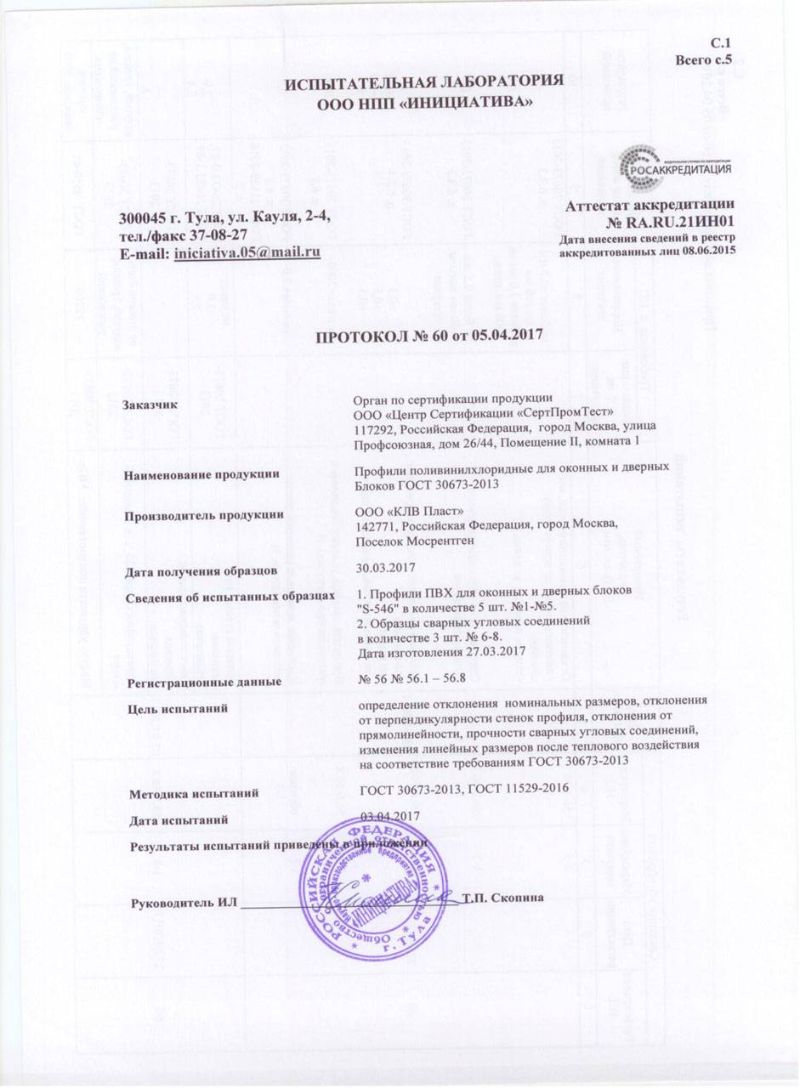 С.1
Всего с.5
ИСПЫТАТЕЛЬНАЯ ЛАБОРАТОРИЯ
ООО НПП «ИНИЦИАТИВА»
РОСАККРЕДИТАЦИЯ
300045 г. Тула, ул. Кауля, 2-4,
тел./факс 37-08-27
E-mail: iniciativa.05@mail.ru
Аттестат аккредитации
№ RA.RU.21ИН01
Дата внесения сведений в реестр
аккредитованных лиц 08.06.2015
ПРОТОКОЛ № 60 от 05.04.2017
Заказчик
Орган по сертификации продукции
ООО «Центр Сертификации «СертПромТест»
117292, Российская Федерация, город Москва, улица
Профсоюзная, дом 26/44, Помещение II, комната 1
Наименование продукции
Профили поливинилхлоридные для оконных и дверных
Блоков ГОСТ 30673-2013
Производитель продукции
ООО «КЛВ Пласт»
142771, Российская Федерация, город Москва,
Поселок Мосрентген
Дата получения образцов
30.03.2017
Сведения об испытанных образцах
1. Профили ПВХ для оконных и дверных блоков
"S-546" в количестве 5 шт. №1-№5.
2. Образцы сварных угловых соединений
в количестве 3 шт. № 6-8.
Дата изготовления 27.03.2017
Регистрационные данные
№ 56 № 56.1 – 56.8
Цель испытаний
определение отклонения номинальных размеров, отклонения
от перпендикулярности стенок профиля, отклонения от
прямолинейности, прочности сварных угловых соединений,
изменения линейных размеров после теплового воздействия
на соответствие требованиям ГОСТ 30673-2013
Методика испытаний
ГОСТ 30673-2013, ГОСТ 11529-2016
Дата испытаний
03.04.2017
Результаты испытаний приведены в приложении
Руководитель ИЛ
Т.П. Скопина
РОССИЙСКАЯ ФЕДЕРАЦИЯ
Общество с ограниченной ответственностью
Научно-производственное предприятие
«ИНИЦИАТИВА»
г. Тула